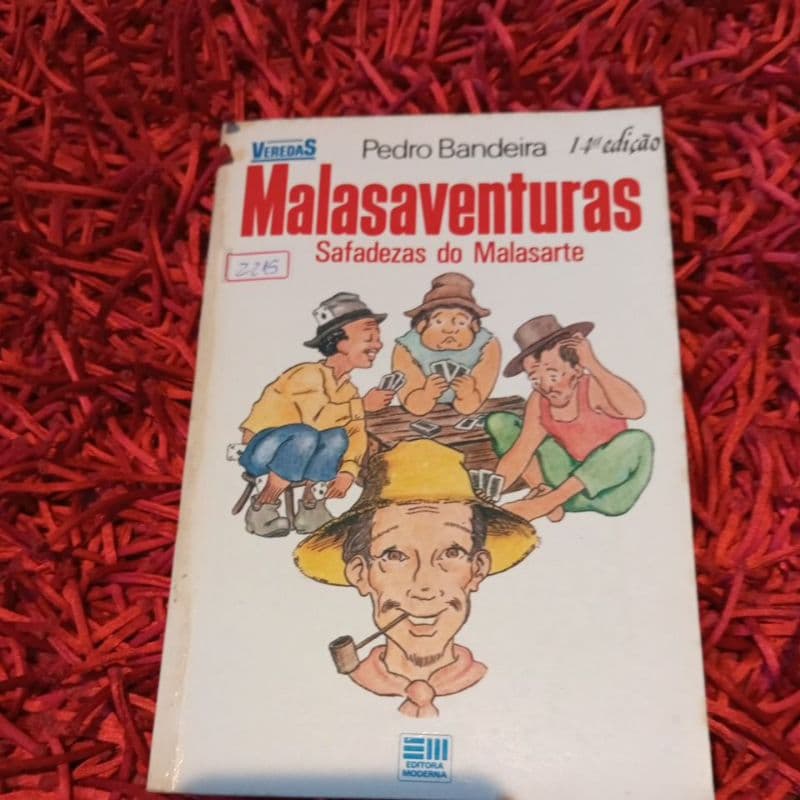 VEREDAS Pedro Bandeira 14ª edição
Malasaventuras
Safadezas do Malasarte
2215
EDITORA
MODERNA